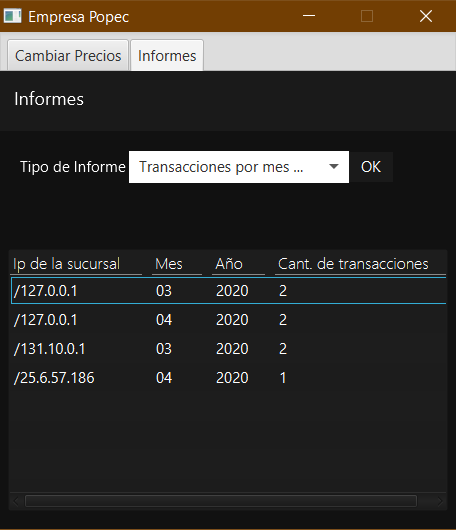 Empresa Popec
Cambiar Precios Informes
Informes
Tipo de Informe Transacciones por mes ... OK
Ip de la sucursal Mes Año Cant. de transacciones
/127.0.0.1 03 2020 2
/127.0.0.1 04 2020 2
/131.10.0.1 03 2020 2
/25.6.57.186 04 2020 1